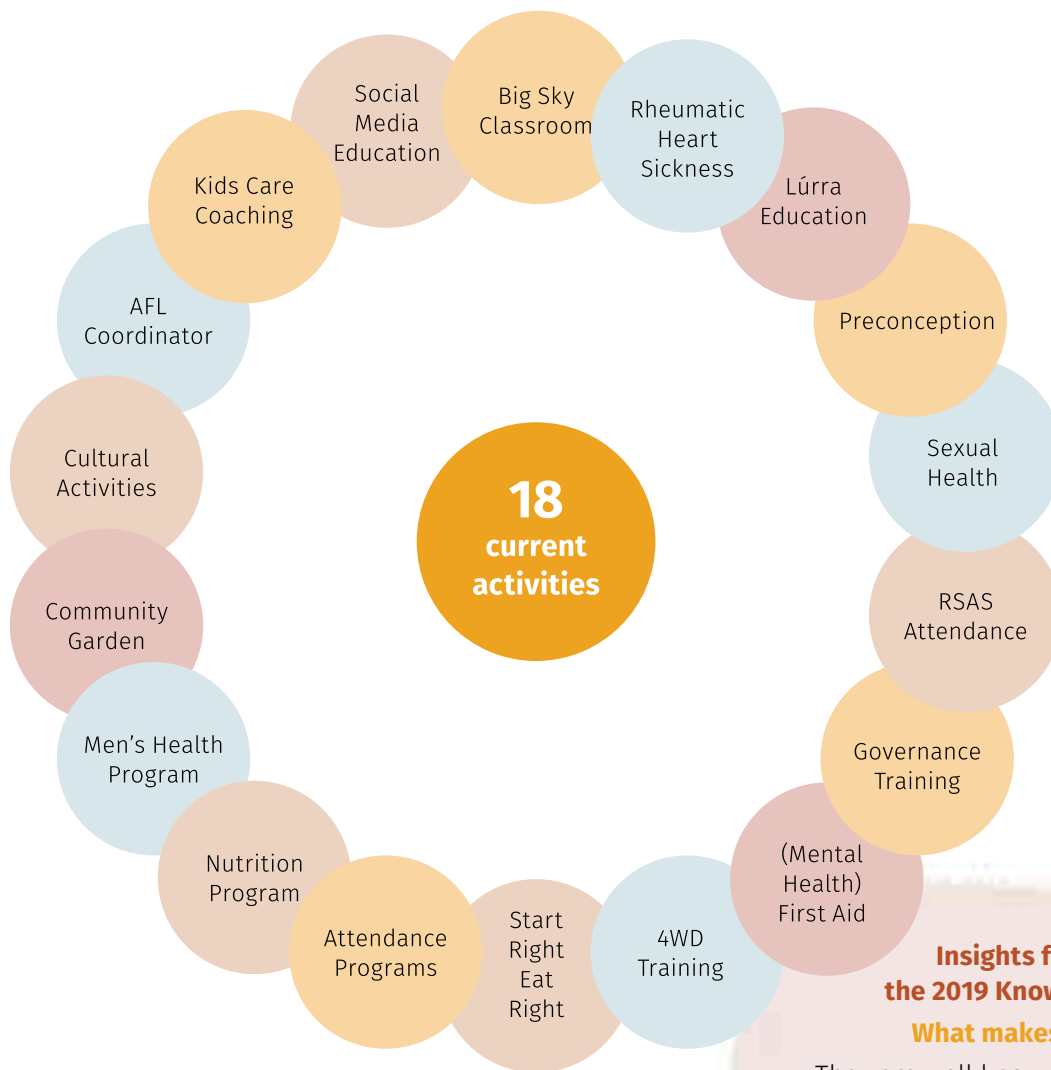 Social
Media
Education
Big Sky
Classroom
Rheumatic
Heart
Sickness
Lúrra
Education
Preconception
Sexual
Health
RSAS
Attendance
Governance
Training
(Mental
Health)
First Aid
4WD
Training
Start
Right
Eat
Right
Attendance
Programs
Nutrition
Program
Men's Health
Program
Community
Garden
Cultural
Activities
AFL
Coordinator
Kids Care
Coaching
18
current
activities
Insights
the 2019
What makes